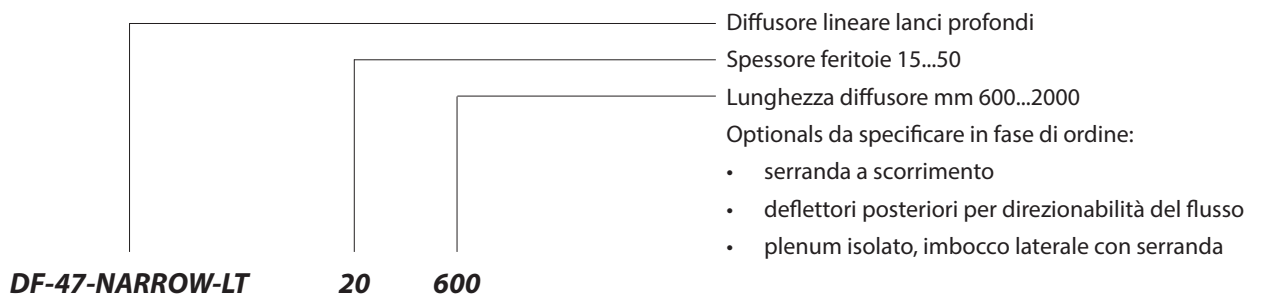 Diffusore lineare lanci profondi
Spessore feritoie 15...50
Lunghezza diffusore mm 600...2000
Optionals da specificare in fase di ordine:
• serranda a scorrimento
• deflettori posteriori per direzionabilità del flusso
• plenum isolato, imbocco laterale con serranda
DF-47-NARROW-LT 20 600